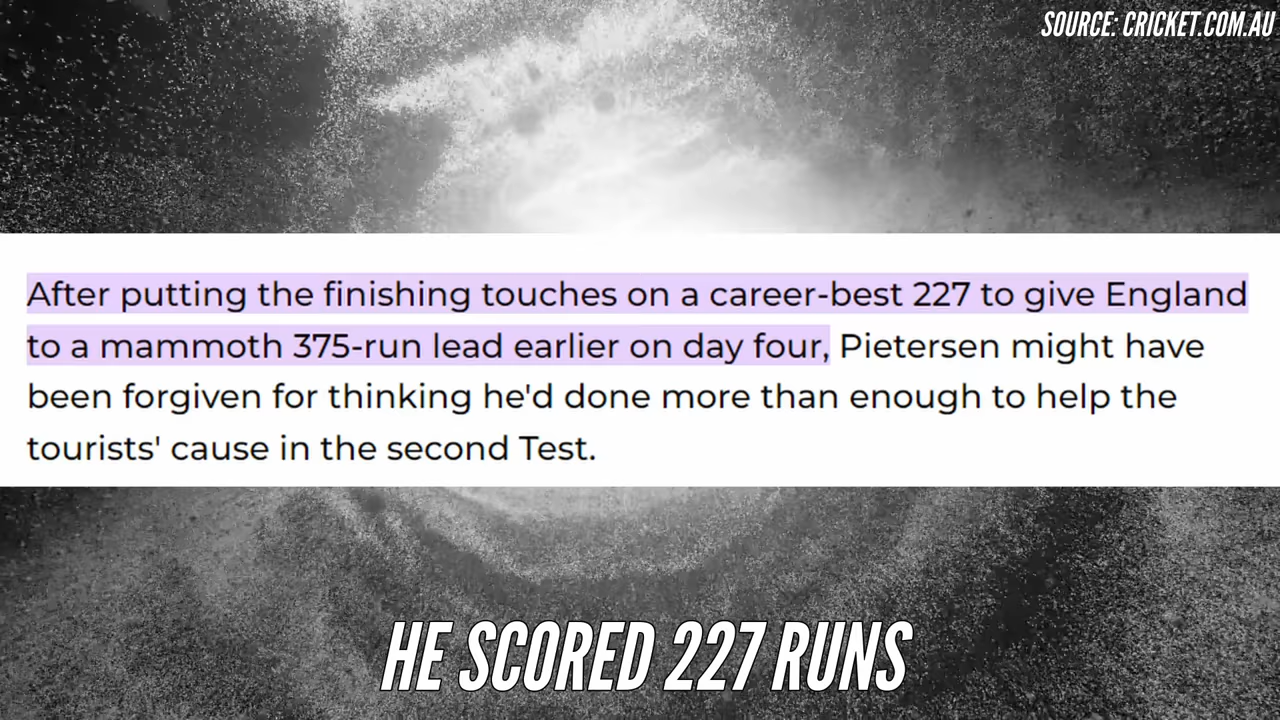 SOURCE: CRICKET.COM.AU
After putting the finishing touches on a career-best 227 to give England
to a mammoth 375-run lead earlier on day four, Pietersen might have
been forgiven for thinking he'd done more than enough to help the
tourists' cause in the second Test.
HE SCORED 227 RUNS